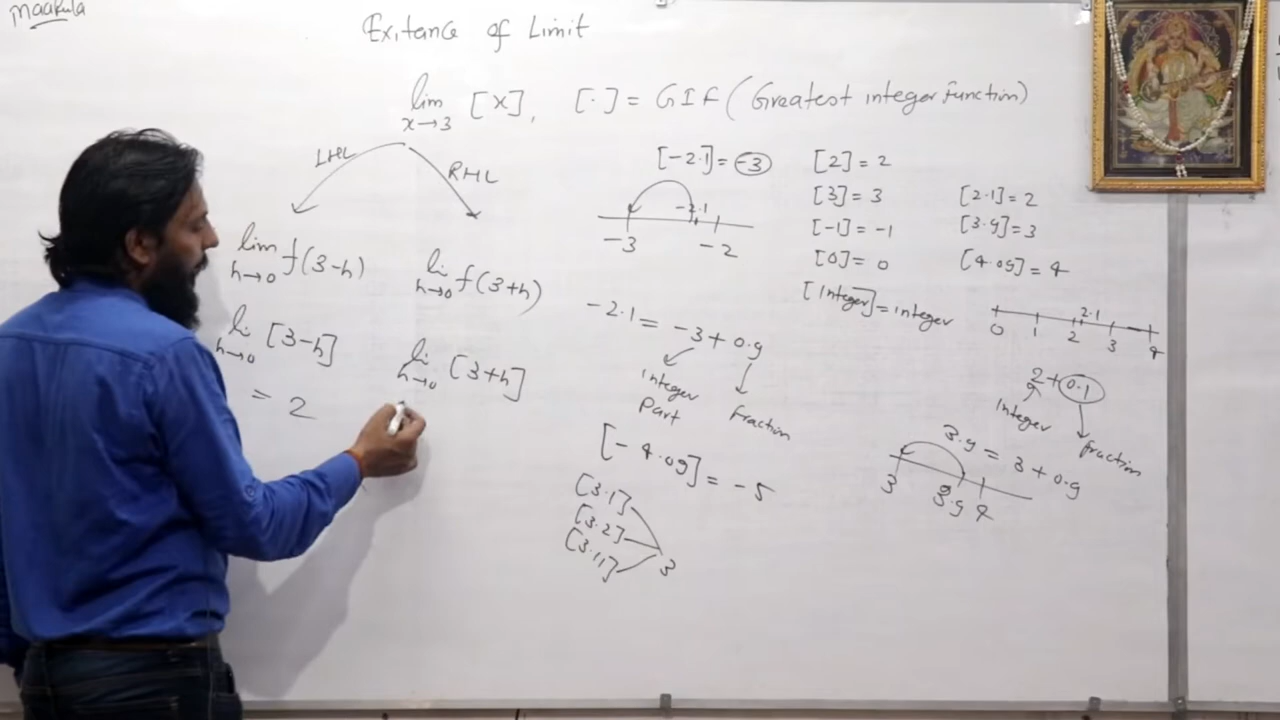 maakula
Exitance of Limit
lim x→3 [x], [·] = GIF (Greatest integer function)
LHL
RHL
lim h→0 f(3-h)
li h→0 f(3+h)
li h→0 [3-h]
li h→0 [3+h]
= 2
[-2.1] = -3
-2.1
-3 -2
-2.1 = -3 + 0.9
Integer Part
Fraction
[-4.09] = -5
[3.1]
[3.2]
[3.11]
3
[2] = 2
[3] = 3
[-1] = -1
[0] = 0
[Integer] = integer
[2.1] = 2
[3.9] = 3
[4.09] = 4
2.1
0 1 2 3 4
2 + 0.1
Integer
fraction
3.9 = 3 + 0.9
3 3.9 4